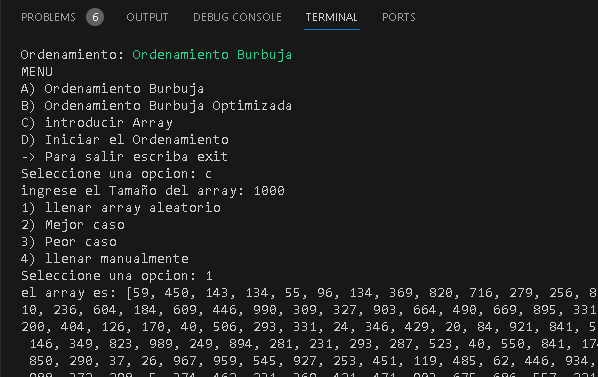 PROBLEMS 6 OUTPUT DEBUG CONSOLE TERMINAL PORTS
Ordenamiento: Ordenamiento Burbuja
MENU
A) Ordenamiento Burbuja
B) Ordenamiento Burbuja Optimizada
C) introducir Array
D) Iniciar el Ordenamiento
-> Para salir escriba exit
Seleccione una opcion: c
ingrese el Tamaño del array: 1000
1) llenar array aleatorio
2) Mejor caso
3) Peor caso
4) llenar manualmente
Seleccione una opcion: 1
el array es: [59, 450, 143, 134, 55, 96, 134, 369, 820, 716, 279, 256, 8
10, 236, 604, 184, 609, 446, 990, 309, 327, 903, 664, 490, 669, 895, 331
200, 404, 126, 170, 40, 506, 293, 331, 24, 346, 429, 20, 84, 921, 841, 5
146, 349, 823, 989, 249, 894, 281, 231, 293, 287, 523, 40, 550, 841, 174
850, 290, 37, 26, 967, 959, 545, 927, 253, 451, 119, 485, 62, 446, 934,